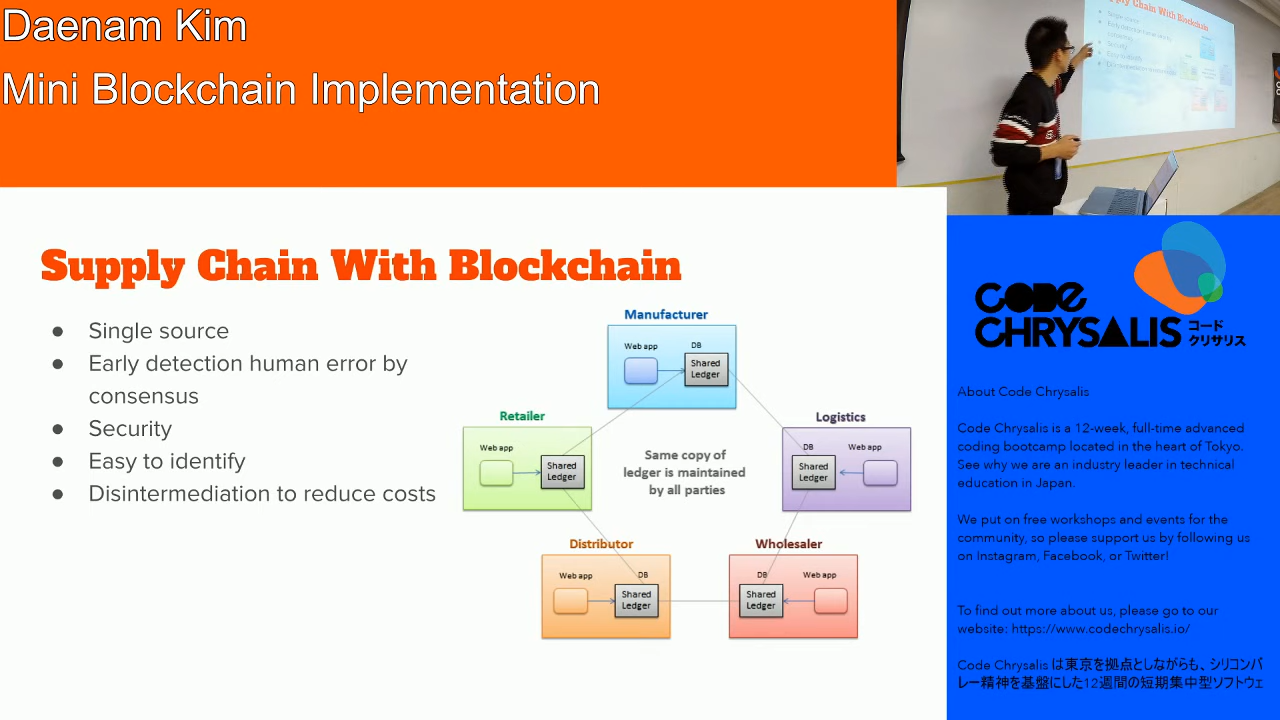 Daenam Kim
Mini Blockchain Implementation
Supply Chain With Blockchain
● Single source
● Early detection human error by
consensus
● Security
● Easy to identify
● Disintermediation to reduce costs
Manufacturer
Web app
DB
Shared
Ledger
Retailer
Web app
Shared
Ledger
Logistics
DB
Web app
Shared
Ledger
Same copy of
ledger is maintained
by all parties
Distributor
Web app
DB
Shared
Ledger
Wholesaler
DB
Web app
Shared
Ledger
Supply Chain With Blockchain
CODE
CHRYSALIS
コード
クリサリス
About Code Chrysalis
Code Chrysalis is a 12-week, full-time advanced
coding bootcamp located in the heart of Tokyo.
See why we are an industry leader in technical
education in Japan.
We put on free workshops and events for the
community, so please support us by following us
on Instagram, Facebook, or Twitter!
To find out more about us, please go to our
website: https://www.codechrysalis.io/
Code Chrysalis は東京を拠点としながらも、シリコンバ
レー精神を基盤にした12週間の短期集中型ソフトウェ